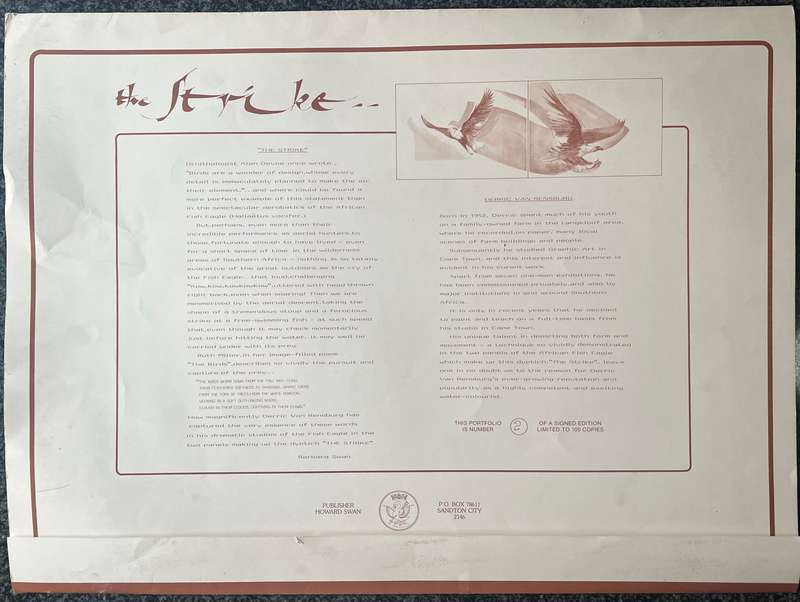 the Strike..
"THE STRIKE"
Ornithologist Alan Devoe once wrote..
"Birds are a wonder of design,whose every
detail is immaculately planned to make the air
their element."...and where could be found a
more perfect example of this statement than
in the spectacular aerobatics of the African
Fish Eagle (Haliaetus vocifer.)
But,perhaps, even more than their
incredible performance as aerial hunters,to
those,fortunate enough to have lived - even
for a short space of time in the wilderness
areas of Southern Africa - nothing is so totally
evocative of the great outdoors as the cry of
the Fish Eagle...that loud,challenging
uttered with head thrown
right back,even when soaring! Then we are
mesmerised by the aerial descent,taking the
shape of a tremendous stoop and a ferocious
strike at a free-swimming fish - at such speed
that,even though it may check momentarily
just before hitting the water, it may well be
carried under with its prey.
Ruth Miller,in her image-filled poem
"The Birds",describes so vividly the pursuit and
capture of the prey...
How magnificently Derric Van Rensburg has
captured the very essence of these words
in his dramatic studies of the Fish Eagle in the
two panels making up the dyptich "THE STRIKE"
Barbara Swan.
DERRIC VAN RENSBURG
Born in 1952, Derric spent much of his youth
on a family-owned farm in the Langkloof area,
where he recorded,on paper, many local
scenes of farm buildings and people.
Subsequently he studied Graphic Art in
Cape Town, and this interest and influence is
evident in his current work.
Apart from seven one-man exhibitions, he
has been commissioned privately,and also by
major institutions in and around Southern
Africa.
It is only in recent years that he decided
to paint and teach on a full-time basis from
his studio in Cape Town.
His unique talent in depicting both form and
movement - a technique so vividly demonstrated
in the two panels of the African Fish Eagle
which make up this dyptich,"The Strike", leave
one in no doubt as to the reason for Derric
Van Rensburg's ever-growing reputation and
popularity as a highly competent and exciting
water-colourist.
THIS PORTFOLIO
IS NUMBER
2
OF A SIGNED EDITION
LIMITED TO 100 COPIES
PUBLISHER
HOWARD SWAN
P.O. BOX 78611
SANDTON CITY
2146